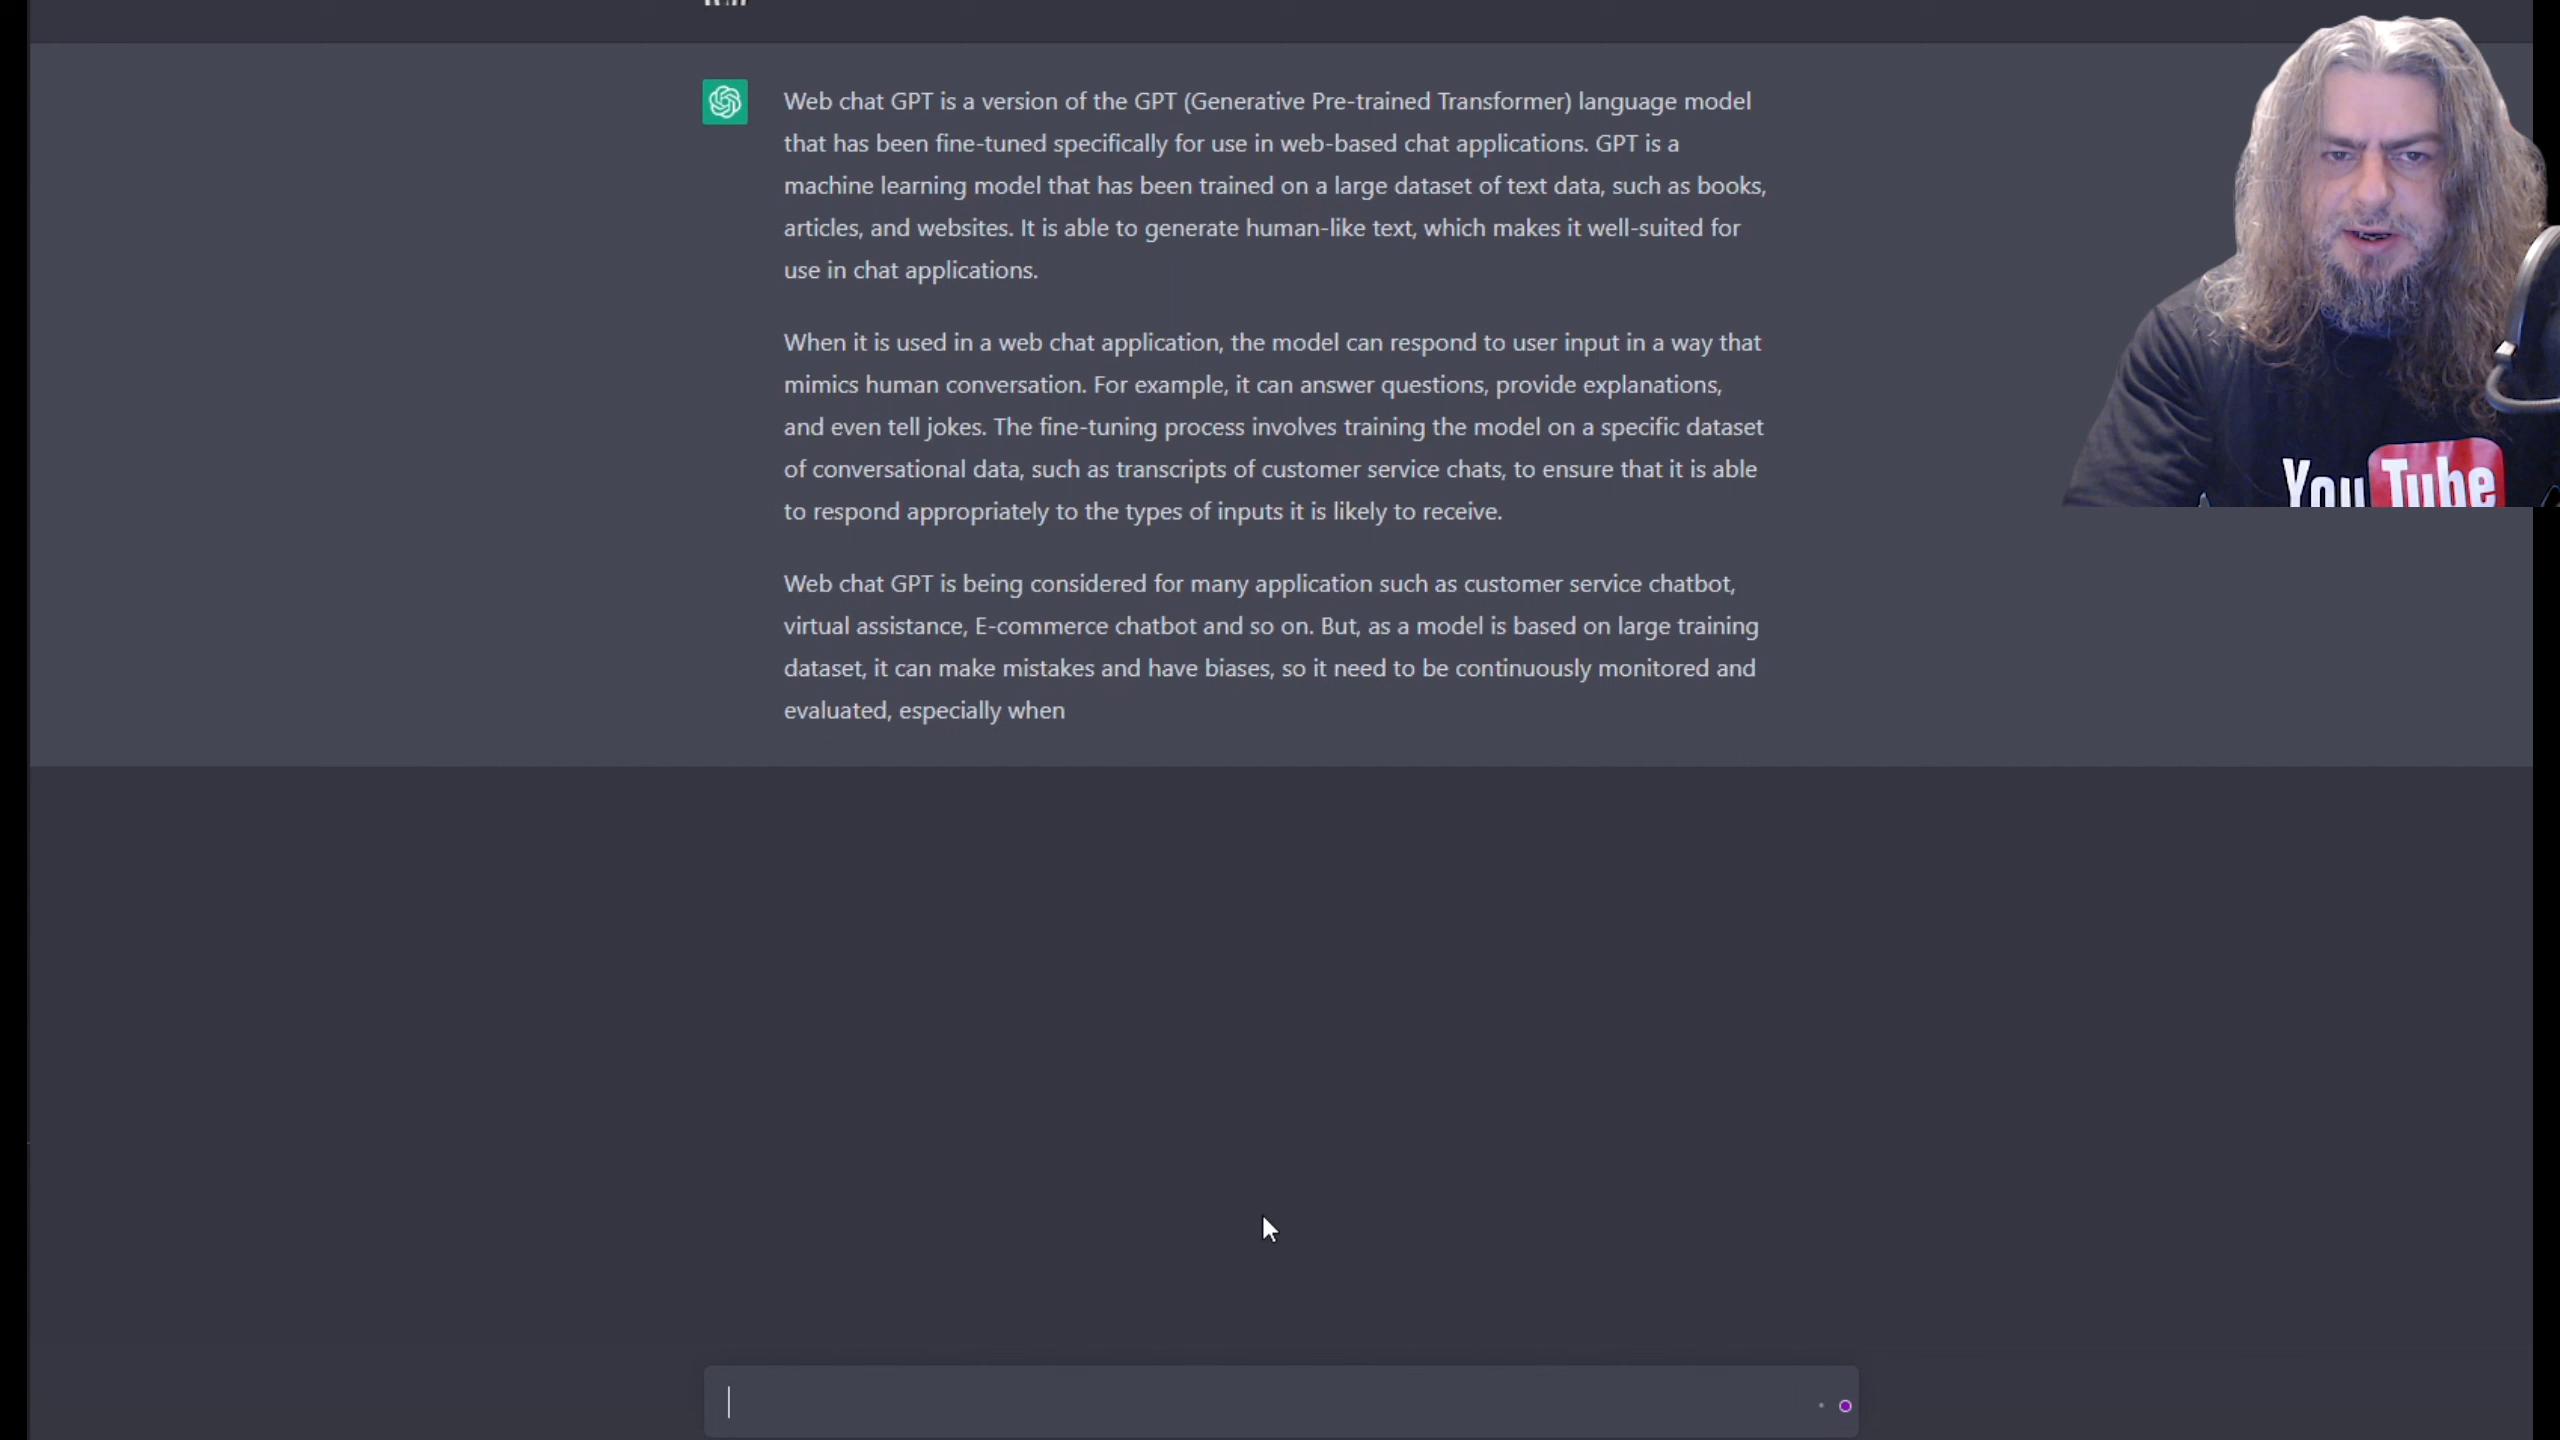 Web chat GPT is a version of the GPT (Generative Pre-trained Transformer) language model
that has been fine-tuned specifically for use in web-based chat applications. GPT is a
machine learning model that has been trained on a large dataset of text data, such as books,
articles, and websites. It is able to generate human-like text, which makes it well-suited for
use in chat applications.
When it is used in a web chat application, the model can respond to user input in a way that
mimics human conversation. For example, it can answer questions, provide explanations,
and even tell jokes. The fine-tuning process involves training the model on a specific dataset
of conversational data, such as transcripts of customer service chats, to ensure that it is able
to respond appropriately to the types of inputs it is likely to receive.
Web chat GPT is being considered for many application such as customer service chatbot,
virtual assistance, E-commerce chatbot and so on. But, as a model is based on large training
dataset, it can make mistakes and have biases, so it need to be continuously monitored and
evaluated, especially when
YouTube